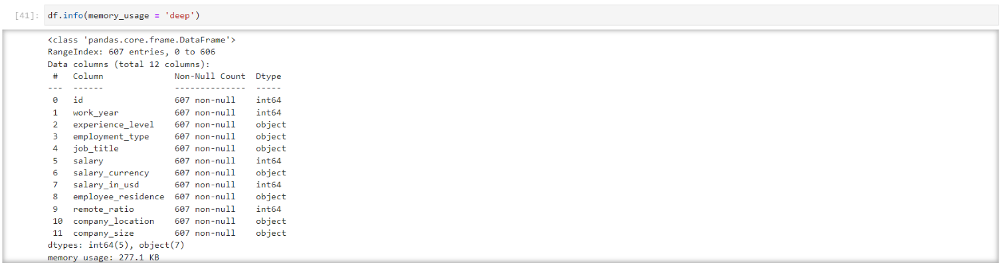 [41]: df.info(memory_usage = 'deep')
<class 'pandas.core.frame.DataFrame'>
RangeIndex: 607 entries, 0 to 606
Data columns (total 12 columns):
 #   Column              Non-Null Count  Dtype
---  ------              --------------  -----
 0   id                  607 non-null    int64
 1   work_year           607 non-null    int64
 2   experience_level    607 non-null    object
 3   employment_type     607 non-null    object
 4   job_title           607 non-null    object
 5   salary              607 non-null    int64
 6   salary_currency     607 non-null    object
 7   salary_in_usd       607 non-null    int64
 8   employee_residence  607 non-null    object
 9   remote_ratio        607 non-null    int64
 10  company_location    607 non-null    object
 11  company_size        607 non-null    object
dtypes: int64(5), object(7)
memory usage: 277.1 KB